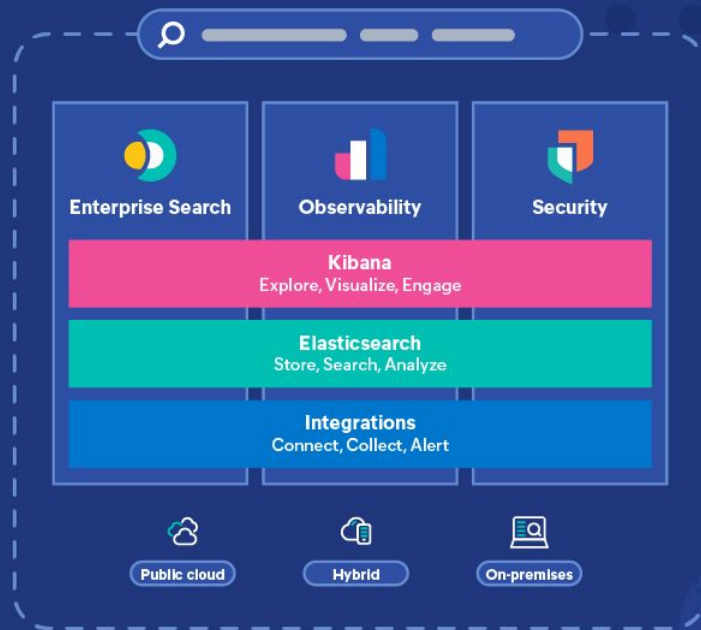 Enterprise Search
Observability
Security
Kibana
Explore, Visualize, Engage
Elasticsearch
Store, Search, Analyze
Integrations
Connect, Collect, Alert
Public cloud
Hybrid
On-premises